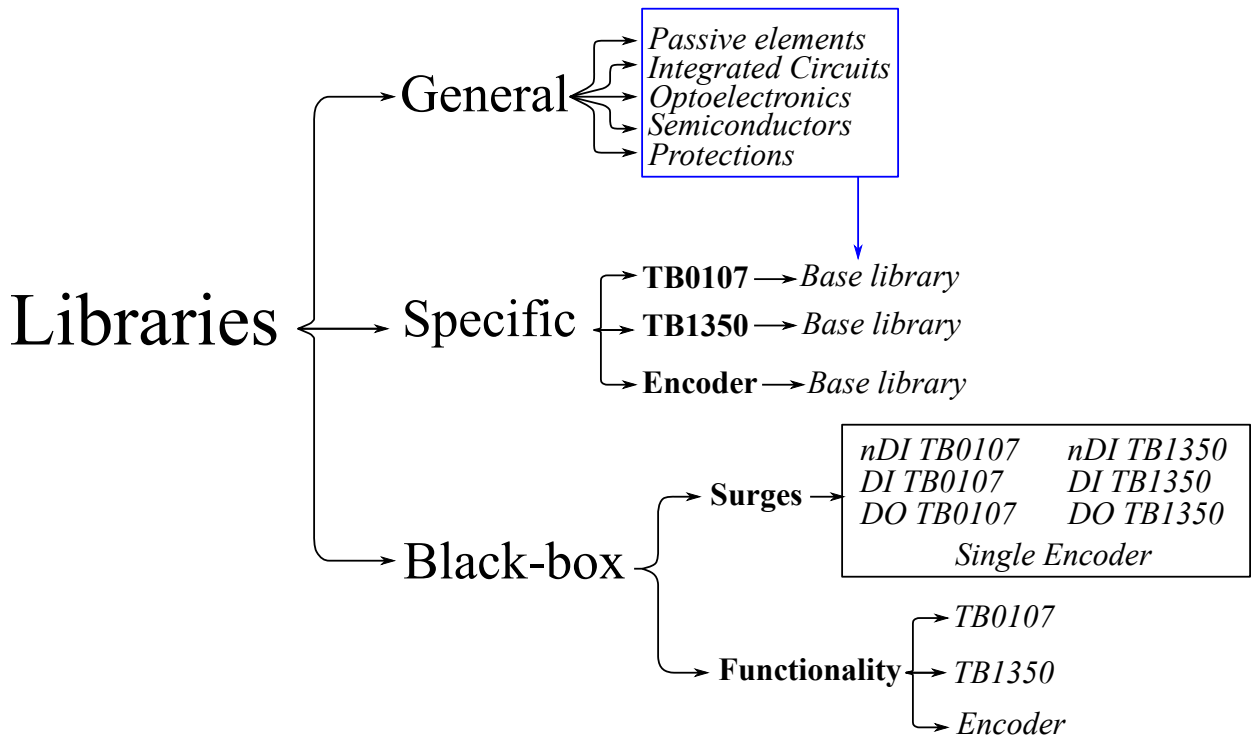 Libraries
General
Passive elements
Integrated Circuits
Optoelectronics
Semiconductors
Protections
Specific
TB0107 Base library
TB1350 Base library
Encoder Base library
Black-box
Surges
nDI TB0107 nDI TB1350
DI TB0107 DI TB1350
DO TB0107 DO TB1350
Single Encoder
Functionality
TB0107
TB1350
Encoder